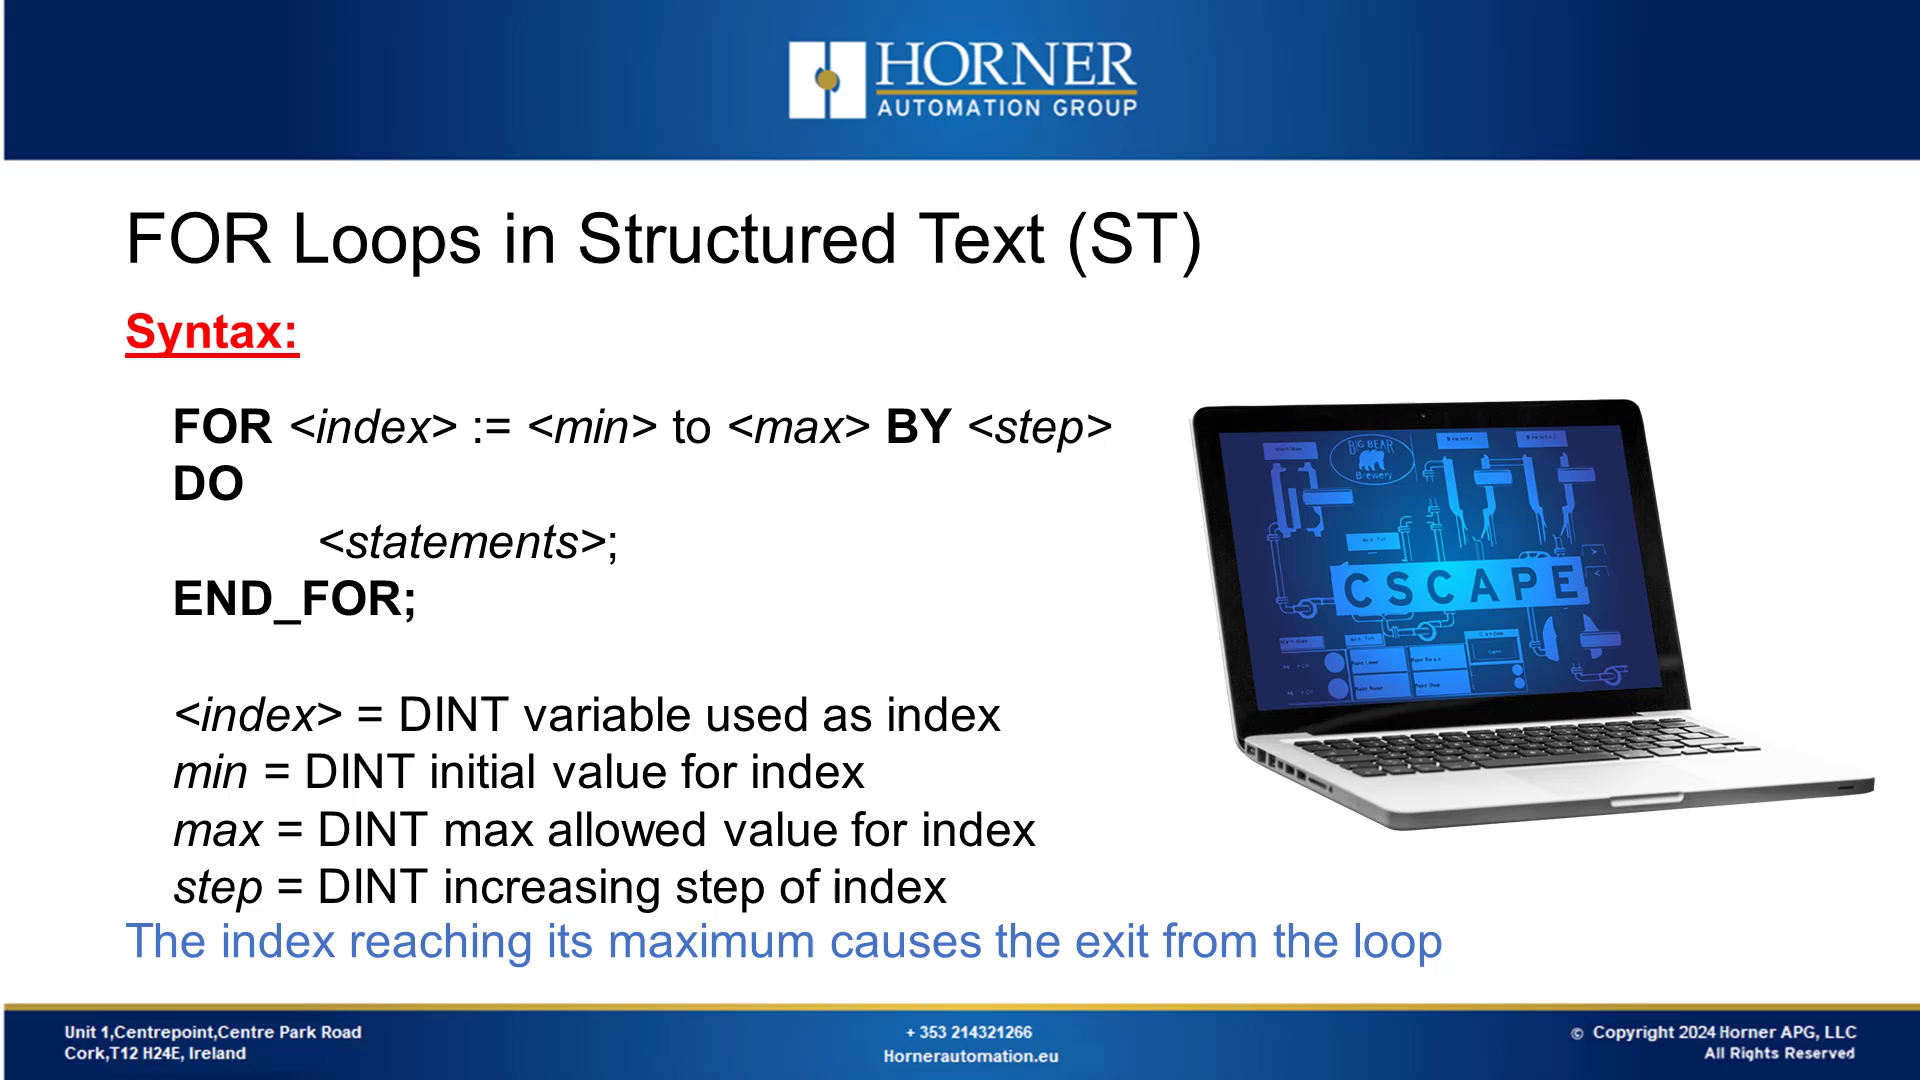 HORNER
AUTOMATION GROUP
FOR Loops in Structured Text (ST)
Syntax:
FOR <index> := <min> to <max> BY <step>
DO
<statements>;
END_FOR;
<index> = DINT variable used as index
min = DINT initial value for index
max = DINT max allowed value for index
step = DINT increasing step of index
The index reaching its maximum causes the exit from the loop
BIG BEAR
Brewery
CSCAPE
Unit 1,Centrepoint,Centre Park Road
Cork,T12 H24E, Ireland
+ 353 214321266
Hornerautomation.eu
© Copyright 2024 Horner APG, LLC
All Rights Reserved